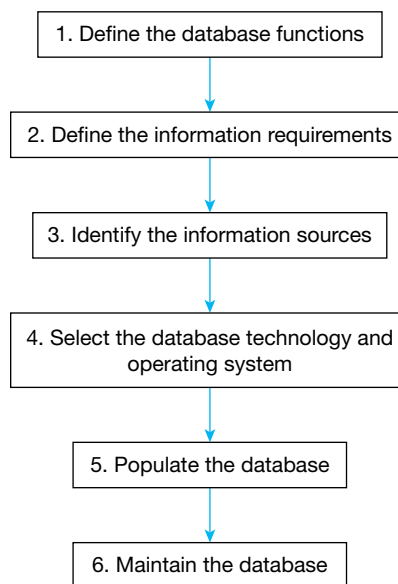 1. Define the database functions
2. Define the information requirements
3. Identify the information sources
4. Select the database technology and
operating system
5. Populate the database
6. Maintain the database